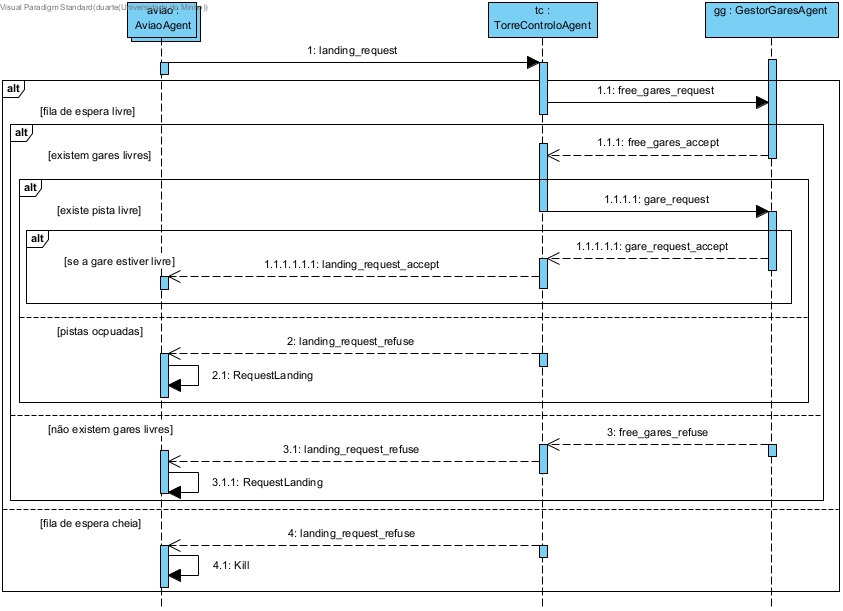 Visual Paradigm Standard(duarte(Universidade do Minho))
avião :
AviaoAgent
tc :
TorreControloAgent
gg : GestorGaresAgent
1: landing_request
alt
1.1: free_gares_request
[fila de espera livre]
alt
1.1.1: free_gares_accept
[existem gares livres]
alt
1.1.1.1: gare_request
[existe pista livre]
alt
1.1.1.1.1: gare_request_accept
[se a gare estiver livre]
1.1.1.1.1.1: landing_request_accept
[pistas ocpuadas]
2: landing_request_refuse
2.1: RequestLanding
[não existem gares livres]
3: free_gares_refuse
3.1: landing_request_refuse
3.1.1: RequestLanding
[fila de espera cheia]
4: landing_request_refuse
4.1: Kill